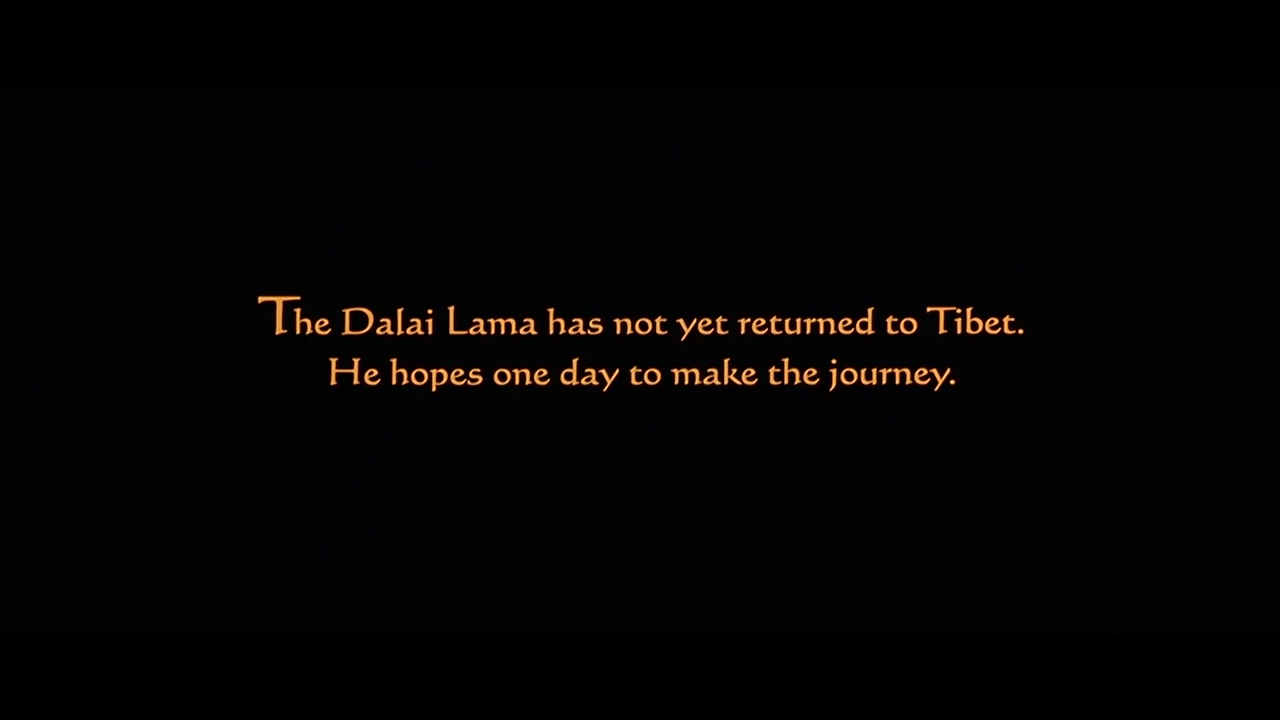 The Dalai Lama has not yet returned to Tibet.
He hopes one day to make the journey.